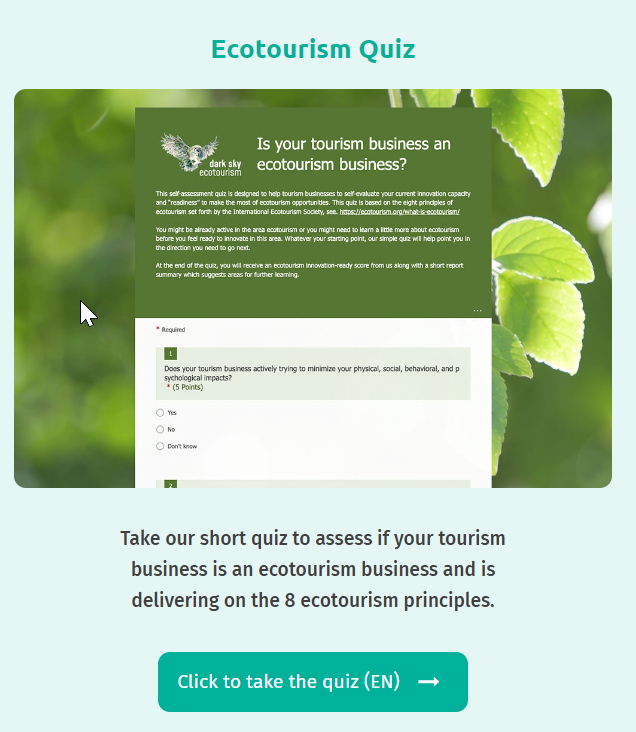 Ecotourism Quiz
dark sky
ecotourism
Is your tourism business an
ecotourism business?
This self-assessment quiz is designed to help tourism businesses to self-evaluate your current innovation capacity
and "readiness" to make the most of ecotourism opportunities. This quiz is based on the eight principles of
ecotourism set forth by the International Ecotourism Society, see. https://ecotourism.org/what-is-ecotourism/
You might be already active in the area ecotourism or you might need to learn a little more about ecotourism
before you feel ready to innovate in this area. Whatever your starting point, our simple quiz will help point you in
the direction you need to go next.
At the end of the quiz, you will receive an ecotourism innovation-ready score from us along with a short report
summary which suggests areas for further learning.
...
* Required
1
Does your tourism business actively trying to minimize your physical, social, behavioral, and p
sychological impacts?
* (5 Points)
Yes
No
Don't know
2
Take our short quiz to assess if your tourism
business is an ecotourism business and is
delivering on the 8 ecotourism principles.
Click to take the quiz (EN) →